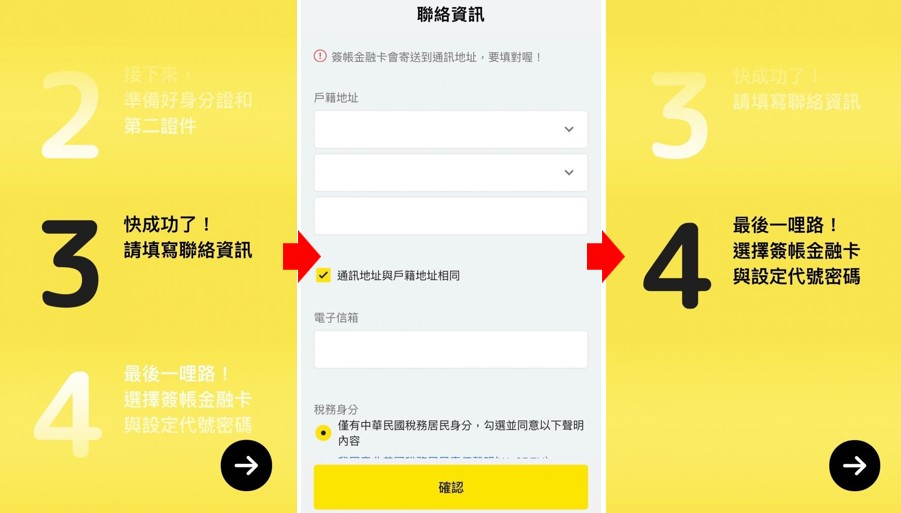 2
接下來，
準備好身分證和
第二證件
3
快成功了！
請填寫聯絡資訊
4
最後一哩路！
選擇簽帳金融卡
與設定代號密碼
聯絡資訊
簽帳金融卡會寄送到通訊地址，要填對喔！
戶籍地址
通訊地址與戶籍地址相同
電子信箱
稅務身分
僅有中華民國稅務居民身分，勾選並同意以下聲明
內容
確認
3
快成功了！
請填寫聯絡資訊
4
最後一哩路！
選擇簽帳金融卡
與設定代號密碼